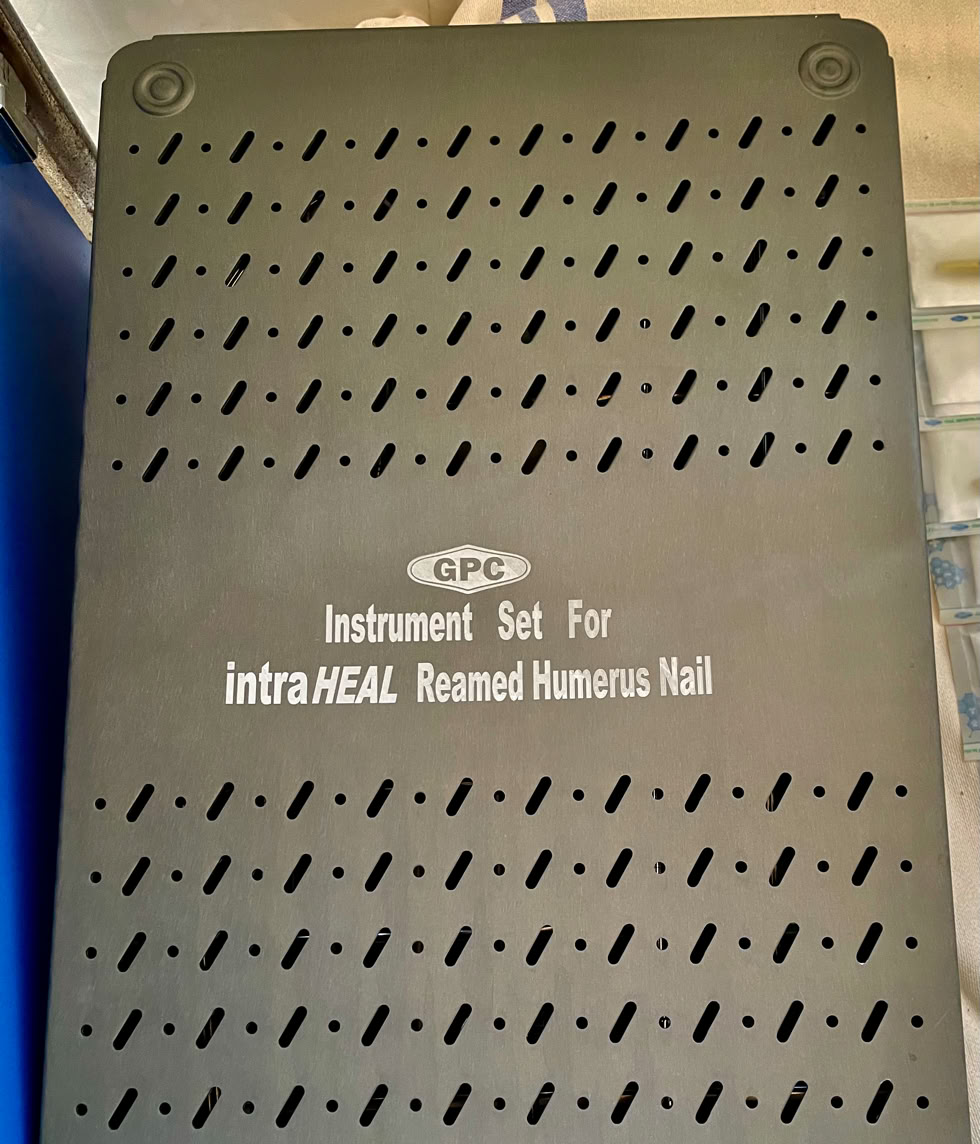 GPC
Instrument Set For
intraHEAL Reamed Humerus Nail